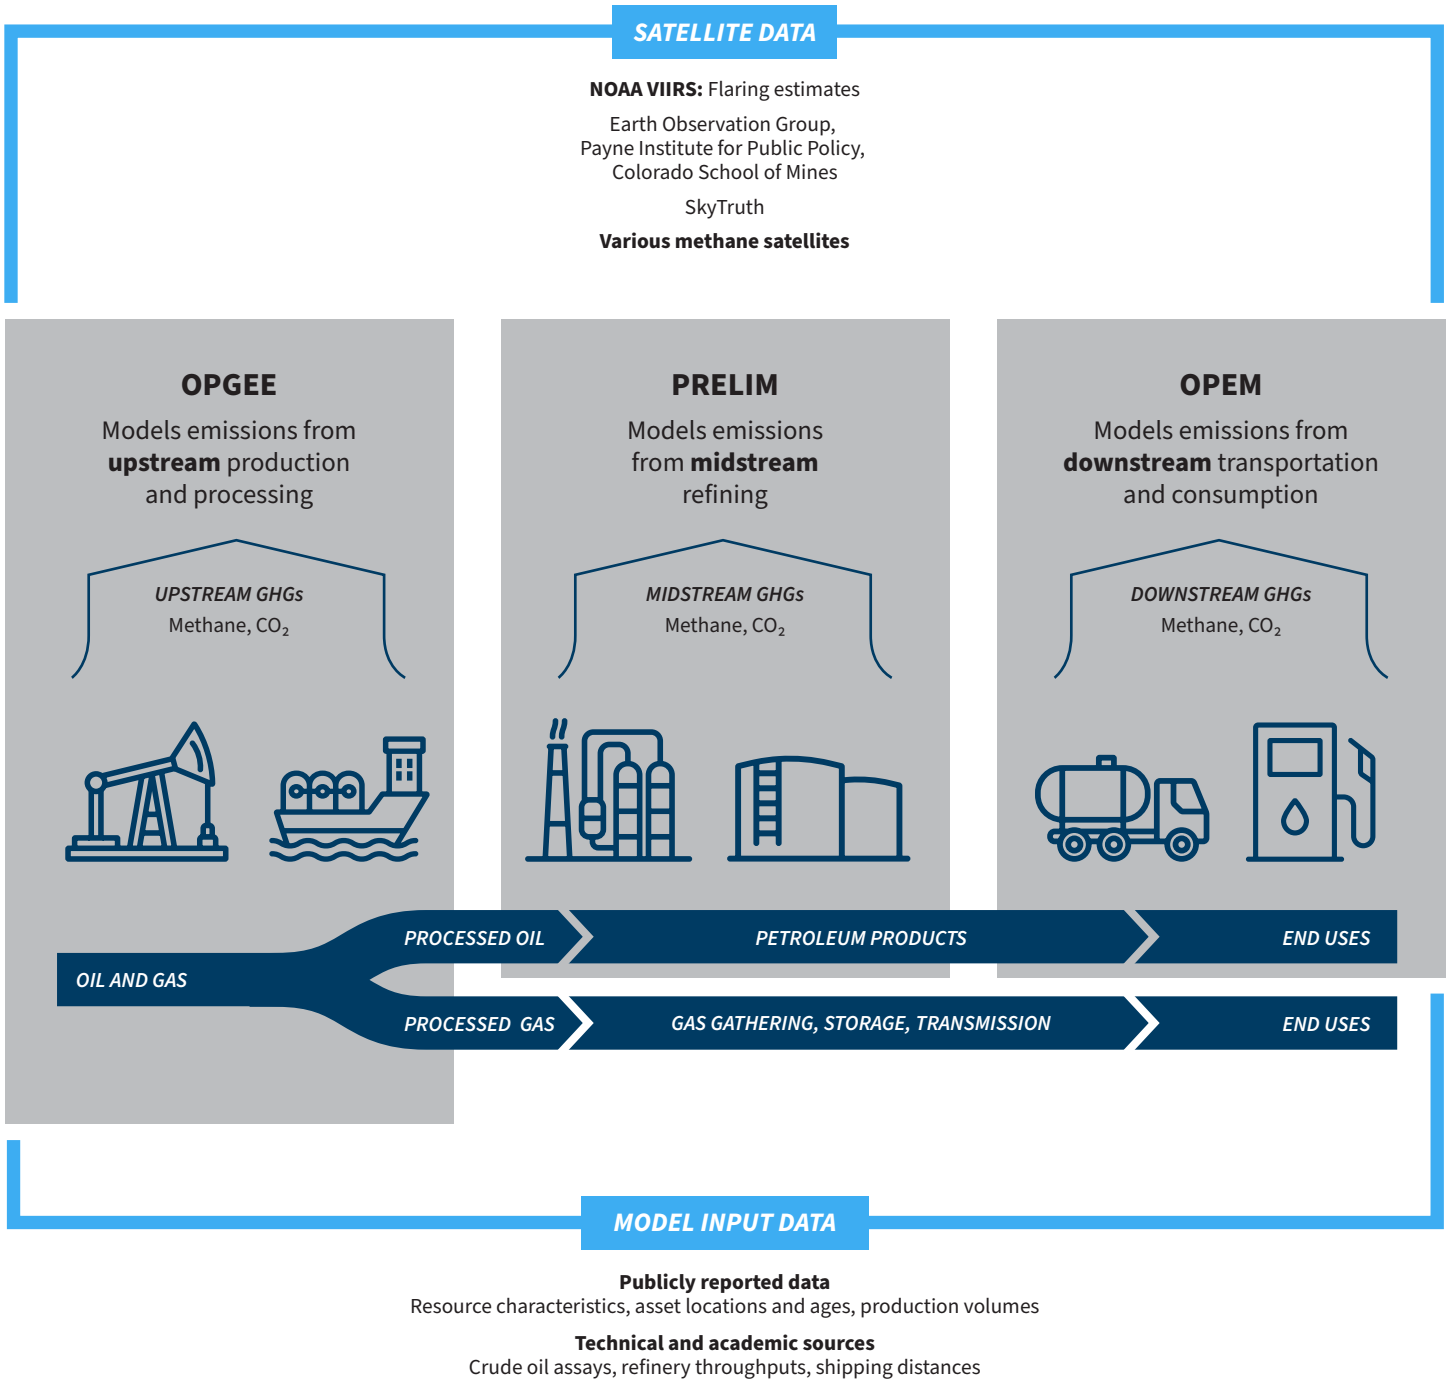 SATELLITE DATA
NOAA VIIRS: Flaring estimates
Earth Observation Group,
Payne Institute for Public Policy,
Colorado School of Mines
SkyTruth
Various methane satellites
OPGEE
Models emissions from
upstream production
and processing
UPSTREAM GHGs
Methane, CO₂
PRELIM
Models emissions
from midstream
refining
MIDSTREAM GHGs
Methane, CO₂
OPEM
Models emissions from
downstream transportation
and consumption
DOWNSTREAM GHGs
Methane, CO₂
OIL AND GAS
PROCESSED OIL
PETROLEUM PRODUCTS
END USES
PROCESSED GAS
GAS GATHERING, STORAGE, TRANSMISSION
END USES
MODEL INPUT DATA
Publicly reported data
Resource characteristics, asset locations and ages, production volumes
Technical and academic sources
Crude oil assays, refinery throughputs, shipping distances